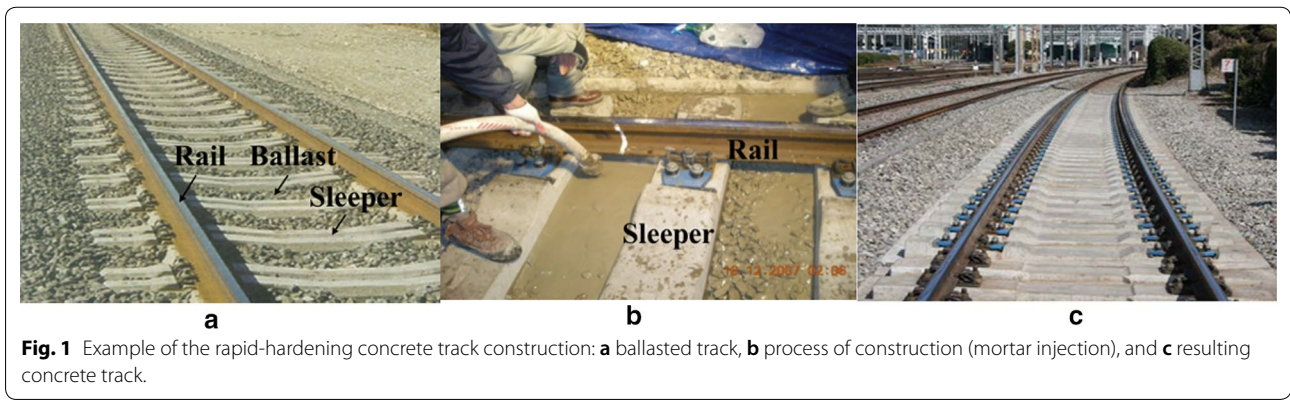 Rail Ballast
Sleeper
Rail
Sleeper
a
b
c
Fig. 1 Example of the rapid-hardening concrete track construction: a ballasted track, b process of construction (mortar injection), and c resulting
concrete track.